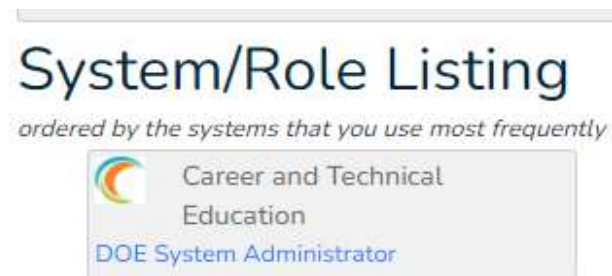 System/Role Listing
ordered by the systems that you use most frequently
Career and Technical
Education
DOE System Administrator